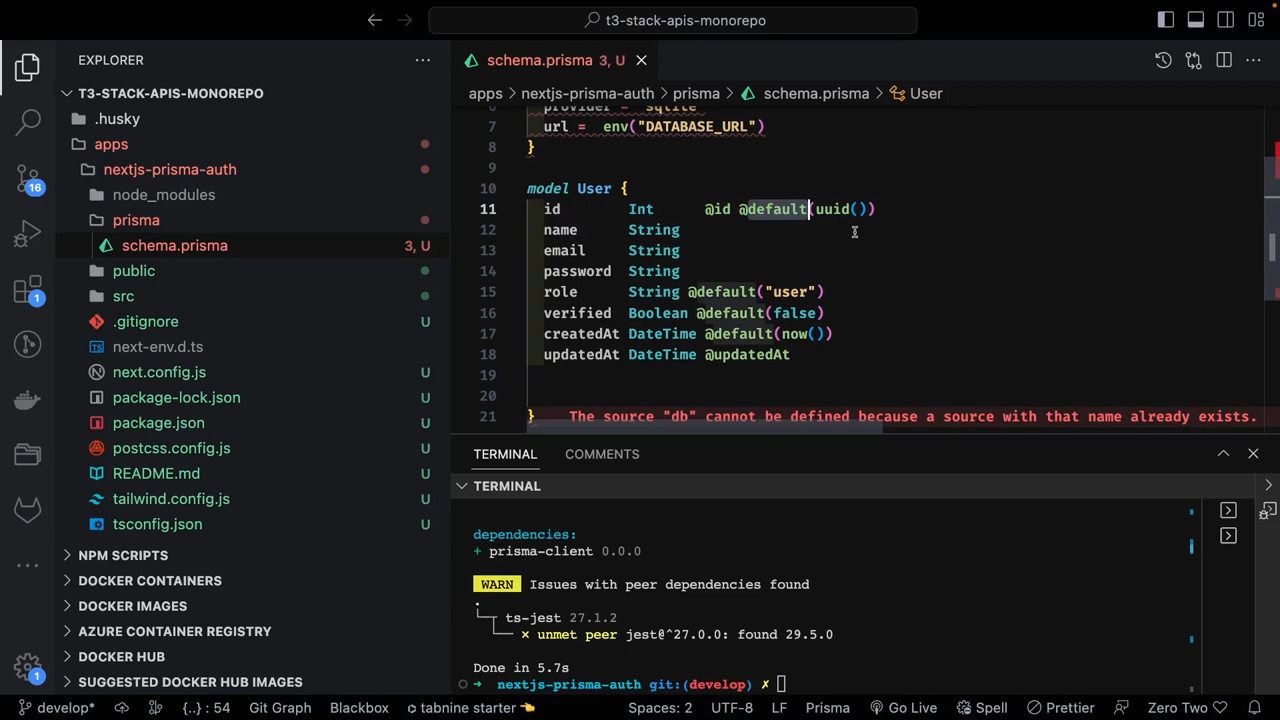 t3-stack-apis-monorepo
EXPLORER
schema.prisma 3, U
T3-STACK-APIS-MONOREPO
apps > nextjs-prisma-auth > prisma > schema.prisma > User
.husky
apps
nextjs-prisma-auth
node_modules
prisma
schema.prisma 3, U
public
src
.gitignore U
next-env.d.ts
next.config.js U
package-lock.json U
package.json U
postcss.config.js U
README.md U
tailwind.config.js U
tsconfig.json U
NPM SCRIPTS
DOCKER CONTAINERS
DOCKER IMAGES
AZURE CONTAINER REGISTRY
DOCKER HUB
SUGGESTED DOCKER HUB IMAGES
16
1
1
6 provider = "sqlite"
7 url = env("DATABASE_URL")
8 }
9
10 model User {
11 id Int @id @default(uuid())
12 name String
13 email String
14 password String
15 role String @default("user")
16 verified Boolean @default(false)
17 createdAt DateTime @default(now())
18 updatedAt DateTime @updatedAt
19
20
21 } The source "db" cannot be defined because a source with that name already exists.
TERMINAL COMMENTS
TERMINAL
dependencies:
+ prisma-client 0.0.0
WARN Issues with peer dependencies found
.
└─┬ ts-jest 27.1.2
└── ✕ unmet peer jest@^27.0.0: found 29.5.0
Done in 5.7s
➜ nextjs-prisma-auth git:(develop) ✗
develop* {..} : 54 Git Graph Blackbox tabnine starter 👈 Spaces: 2 UTF-8 LF Prisma Go Live Spell Prettier Zero Two